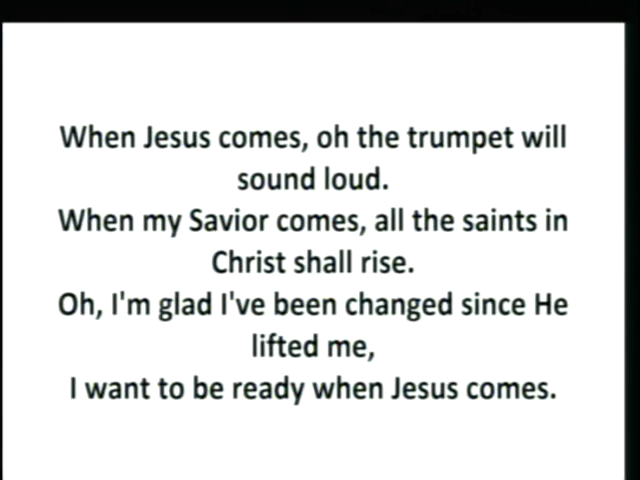 When Jesus comes, oh the trumpet will
sound loud.
When my Savior comes, all the saints in
Christ shall rise.
Oh, I'm glad I've been changed since He
lifted me,
I want to be ready when Jesus comes.